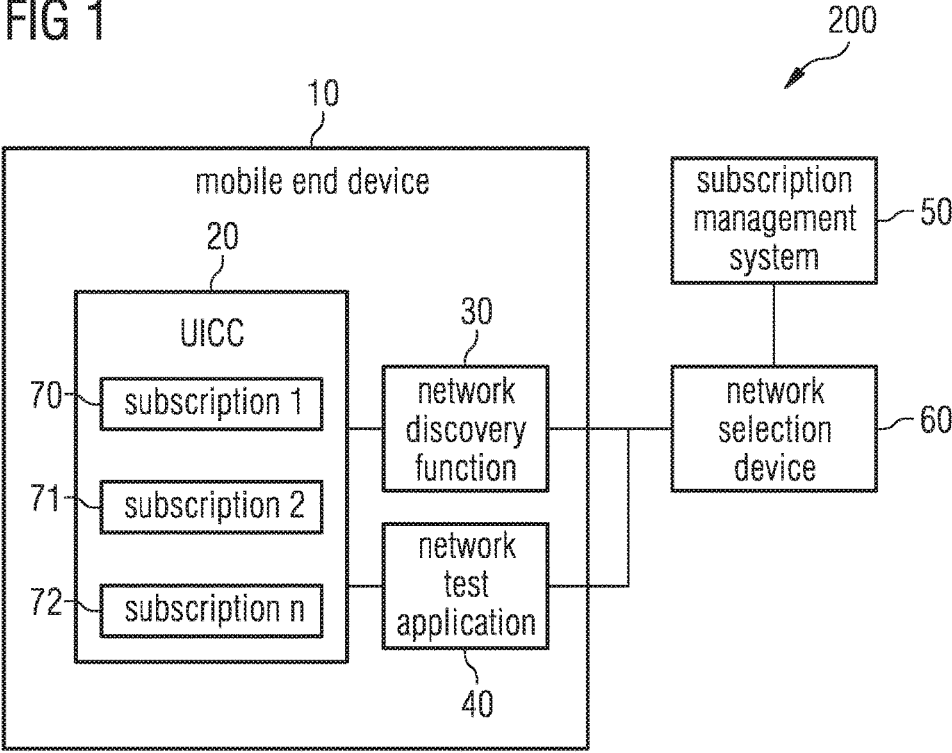 FIG 1
200
10
mobile end device
subscription
management
system
50
20
UICC
30
70
subscription 1
network
discovery
function
network
selection
device
60
71
subscription 2
network
test
application
72
subscription n
40